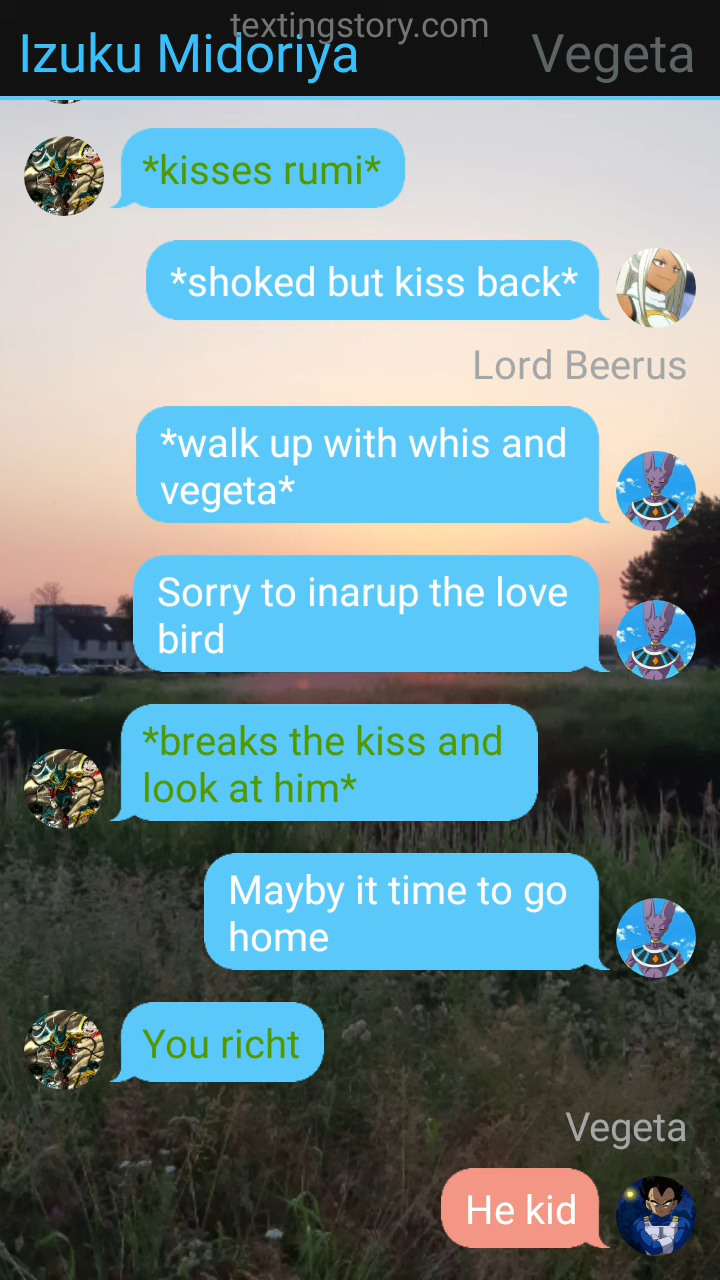 textingstory.com
Izuku Midoriya
Vegeta
*kisses rumi*
*shoked but kiss back*
Lord Beerus
*walk up with whis and
vegeta*
Sorry to inarup the love
bird
*breaks the kiss and
look at him*
Mayby it time to go
home
You richt
Vegeta
He kid